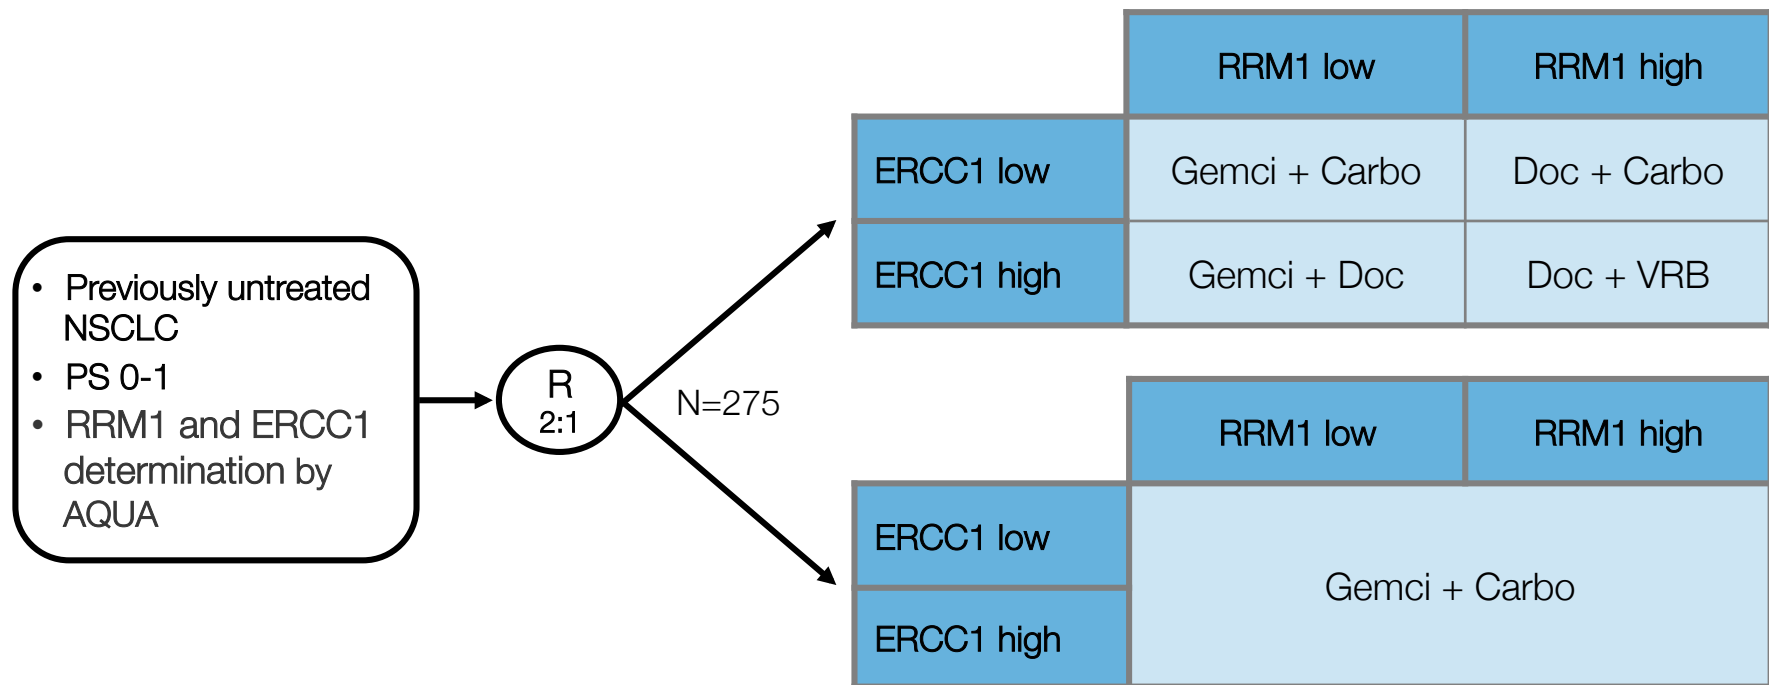 • Previously untreated
NSCLC
• PS 0-1
• RRM1 and ERCC1
determination by
AQUA
R
2:1
N=275
RRM1 low
RRM1 high
ERCC1 low
Gemci + Carbo
Doc + Carbo
ERCC1 high
Gemci + Doc
Doc + VRB
RRM1 low
RRM1 high
ERCC1 low
Gemci + Carbo
ERCC1 high